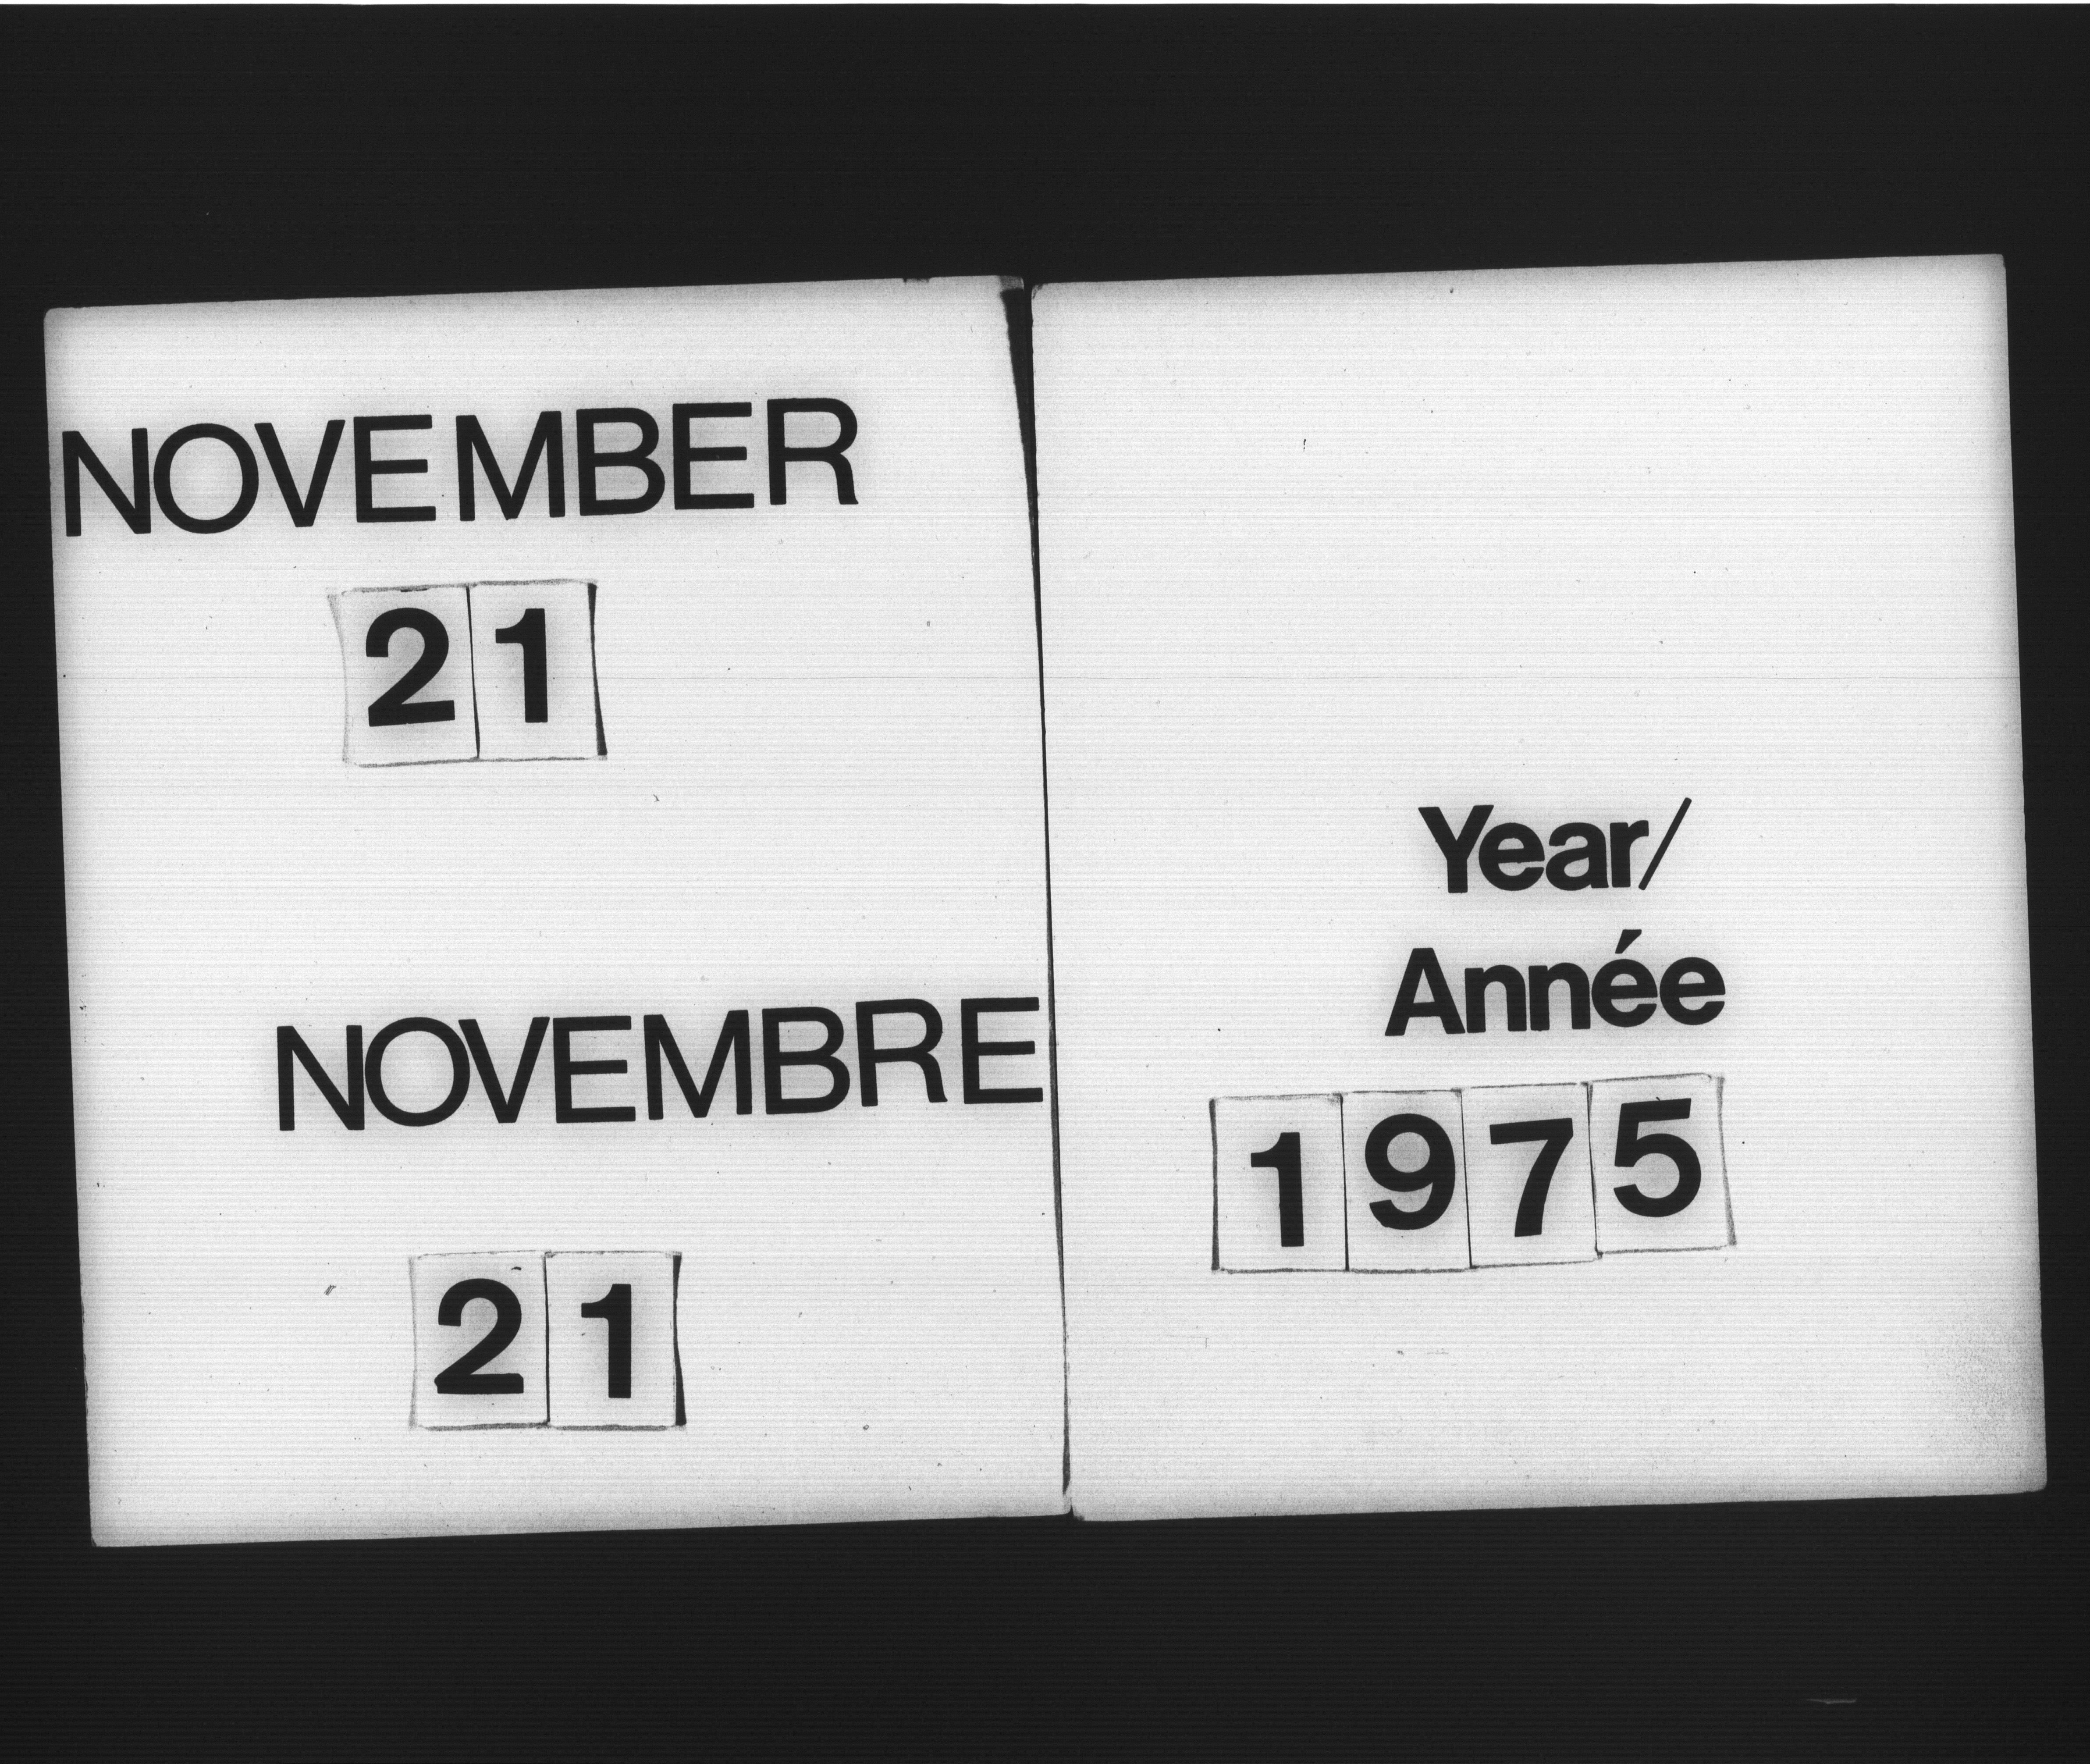 NOVEMBER
21
NOVEMBRE
21
Year/
Année
1975